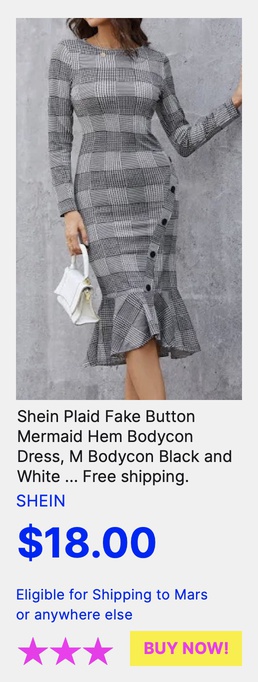 Shein Plaid Fake Button
Mermaid Hem Bodycon
Dress, M Bodycon Black and
White ... Free shipping.
SHEIN
$18.00
Eligible for Shipping to Mars
or anywhere else
BUY NOW!